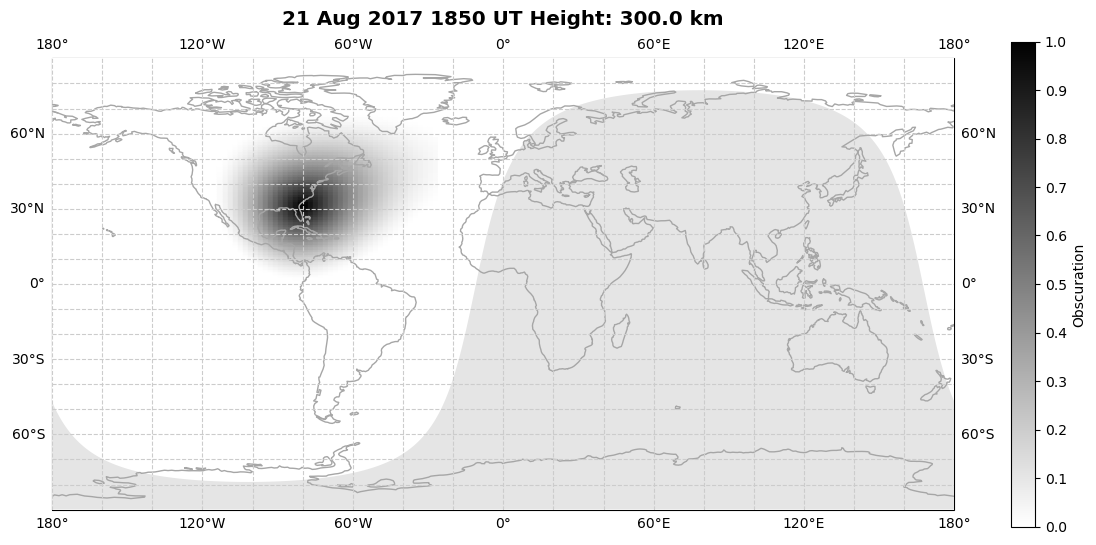 21 Aug 2017 1850 UT Height: 300.0 km
180° 120°W 60°W 0° 60°E 120°E 180°
60°N 60°N
30°N 30°N
0° 0°
30°S 30°S
60°S 60°S
180° 120°W 60°W 0° 60°E 120°E 180°
1.0
0.9
0.8
0.7
0.6
0.5
0.4
0.3
0.2
0.1
0.0
Obscuration